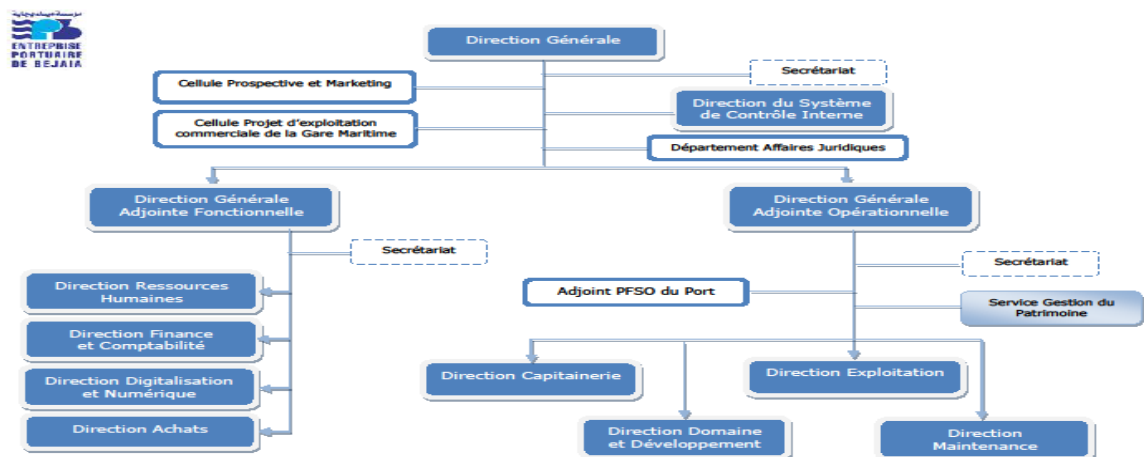 ENTREPRISE
PORTUAIRE
DE BEJAIA
Direction Générale
Secrétariat
Cellule Prospective et Marketing
Direction du Système
de Contrôle Interne
Cellule Projet d'exploitation
commerciale de la Gare Maritime
Département Affaires Juridiques
Direction Générale
Adjointe Fonctionnelle
Direction Générale
Adjointe Opérationnelle
Secrétariat
Secrétariat
Direction Ressources
Humaines
Adjoint PFSO du Port
Service Gestion du
Patrimoine
Direction Finance
et Comptabilité
Direction Digitalisation
et Numérique
Direction Capitainerie
Direction Exploitation
Direction Achats
Direction Domaine
et Développement
Direction
Maintenance